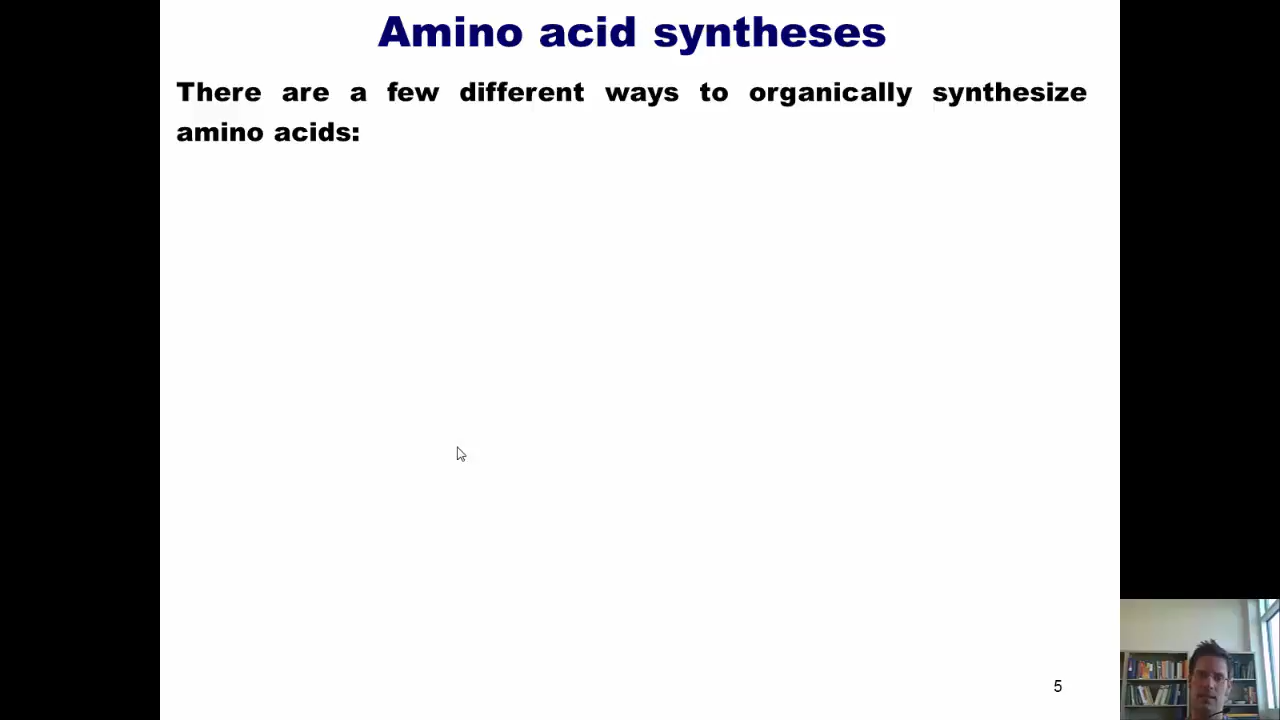 Amino acid syntheses
There are a few different ways to organically synthesize
amino acids:
5